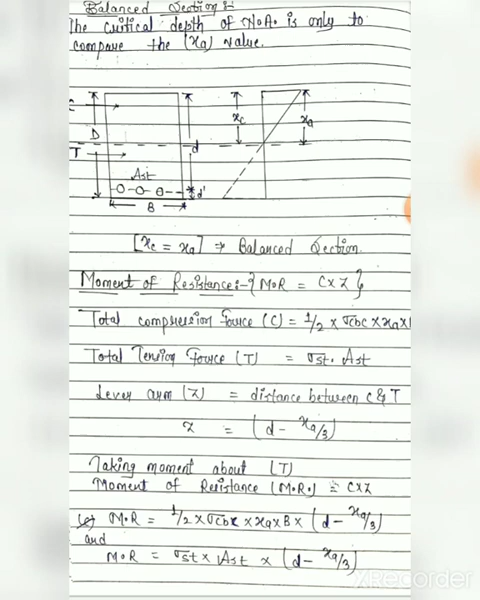 Balanced Section :-
The critical depth of N.A. is only to
compare the (xa) value.
C
D
T
Ast
B
d
d'
xc
xa
[xc = xa] ⇒ Balanced Section
Moment of Resistance :- {M.O.R = C x Z}
Total compression force (C) = 1/2 x σcbc x xa x
Total Tension Force (T) = σst. Ast
Lever arm (Z) = distance between C & T
z = (d - xa/3)
Taking moment about (T)
Moment of Resistance (M.O.R.) = C x Z
(c) M.O.R = 1/2 x σcbc x xa x B x (d - xa/3)
and
M.O.R = σst x Ast x (d - xa/3)
XRecorder